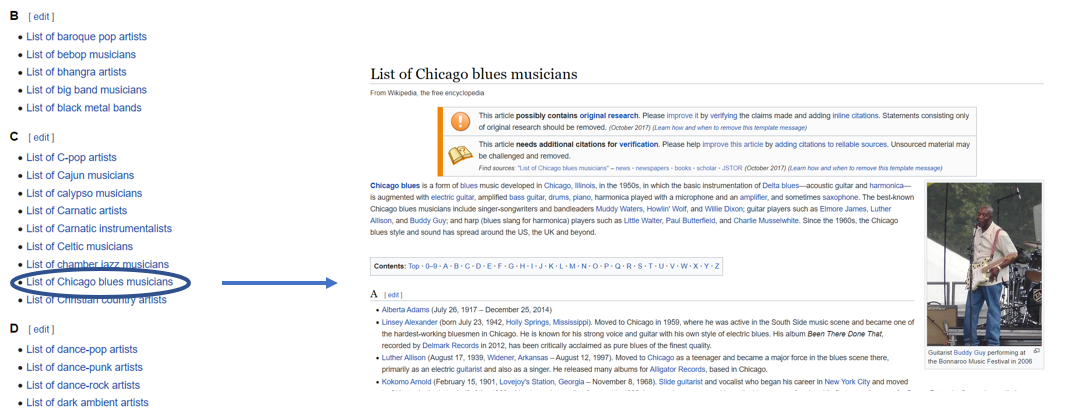 B [ edit ]
• List of baroque pop artists
• List of bebop musicians
• List of bhangra artists
• List of big band musicians
• List of black metal bands
C [ edit ]
• List of C-pop artists
• List of Cajun musicians
• List of calypso musicians
• List of Carnatic artists
• List of Carnatic instrumentalists
• List of Celtic musicians
• List of chamber jazz musicians
• List of Chicago blues musicians
• List of Christian country artists
D [ edit ]
• List of dance-pop artists
• List of dance-punk artists
• List of dance-rock artists
• List of dark ambient artists
List of Chicago blues musicians
From Wikipedia, the free encyclopedia
This article possibly contains original research. Please improve it by verifying the claims made and adding inline citations. Statements consisting only
of original research should be removed. (October 2017) (Learn how and when to remove this template message)
This article needs additional citations for verification. Please help improve this article by adding citations to reliable sources. Unsourced material may
be challenged and removed.
Find sources: "List of Chicago blues musicians" – news · newspapers · books · scholar · JSTOR (October 2017) (Learn how and when to remove this template message)
Chicago blues is a form of blues music developed in Chicago, Illinois, in the 1950s, in which the basic instrumentation of Delta blues—acoustic guitar and harmonica—
is augmented with electric guitar, amplified bass guitar, drums, piano, harmonica played with a microphone and an amplifier, and sometimes saxophone. The best-known
Chicago blues musicians include singer-songwriters and bandleaders Muddy Waters, Howlin' Wolf, and Willie Dixon; guitar players such as Elmore James, Luther
Allison, and Buddy Guy; and harp (blues slang for harmonica) players such as Little Walter, Paul Butterfield, and Charlie Musselwhite. Since the 1960s, the Chicago
blues style and sound has spread around the US, the UK and beyond.
Contents: Top · 0–9 · A · B · C · D · E · F · G · H · I · J · K · L · M · N · O · P · Q · R · S · T · U · V · W · X · Y · Z
A [ edit ]
• Alberta Adams (July 26, 1917 – December 25, 2014)
• Linsey Alexander (born July 23, 1942, Holly Springs, Mississippi). Moved to Chicago in 1959, where he was active in the South Side music scene and became one of
the hardest-working bluesmen in Chicago. He is known for his strong voice and guitar with his own style of electric blues. His album Been There Done That,
recorded by Delmark Records in 2012, has been critically acclaimed as pure blues of the finest quality.
• Luther Allison (August 17, 1939, Widener, Arkansas – August 12, 1997). Moved to Chicago as a teenager and became a major force in the blues scene there,
primarily as an electric guitarist and also as a singer. He released many albums for Alligator Records, based in Chicago.
• Kokomo Arnold (February 15, 1901, Lovejoy's Station, Georgia – November 8, 1968). Slide guitarist and vocalist who began his career in New York City and moved
Guitarist Buddy Guy performing at
the Bonnaroo Music Festival in 2006